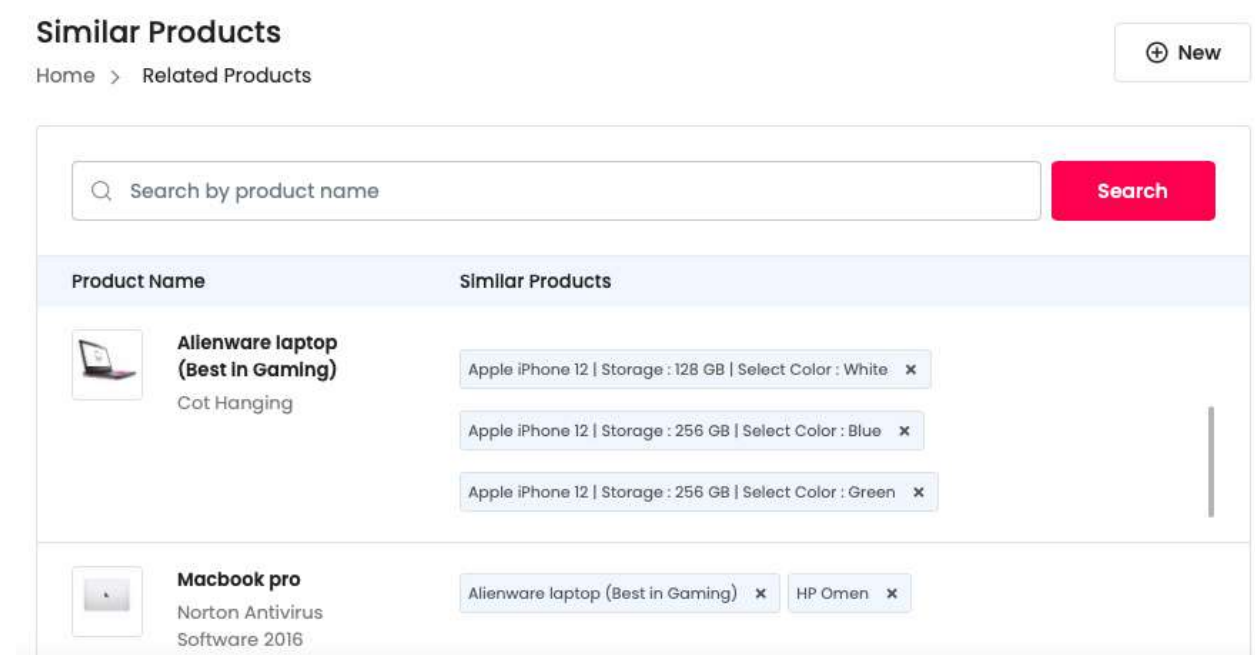 Similar Products
New
Home > Related Products
Search by product name
Search
Product Name
Similar Products
Alienware laptop
(Best in Gaming)
Cot Hanging
Apple iPhone 12 | Storage : 128 GB | Select Color : White ×
Apple iPhone 12 | Storage : 256 GB | Select Color : Blue ×
Apple iPhone 12 | Storage : 256 GB | Select Color : Green ×
Macbook pro
Norton Antivirus
Software 2016
Alienware laptop (Best in Gaming) ×
HP Omen ×